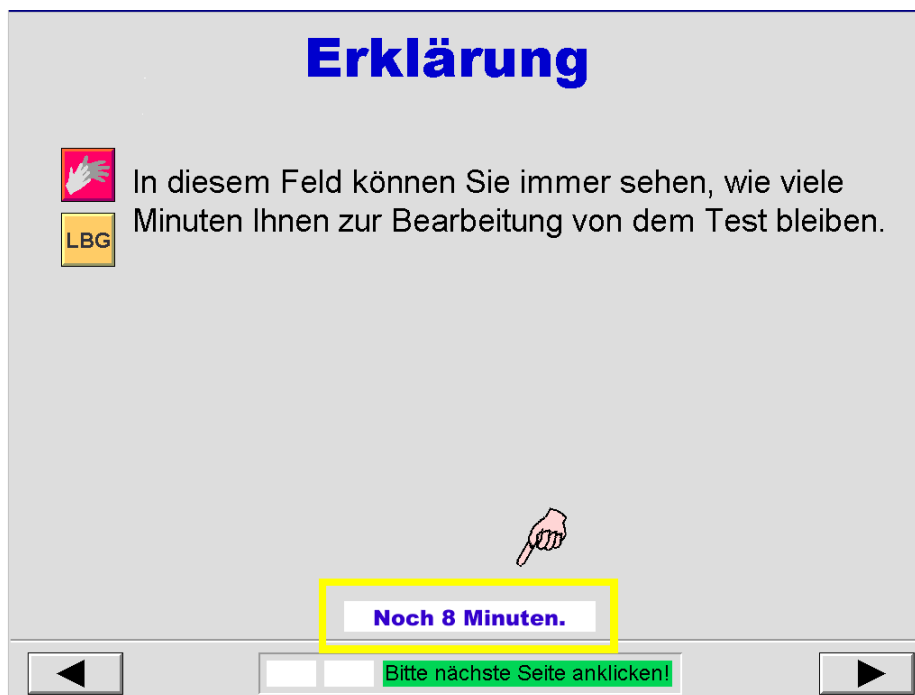 Erklärung
In diesem Feld können Sie immer sehen, wie viele
Minuten Ihnen zur Bearbeitung von dem Test bleiben.
LBG
Noch 8 Minuten.
Bitte nächste Seite anklicken!